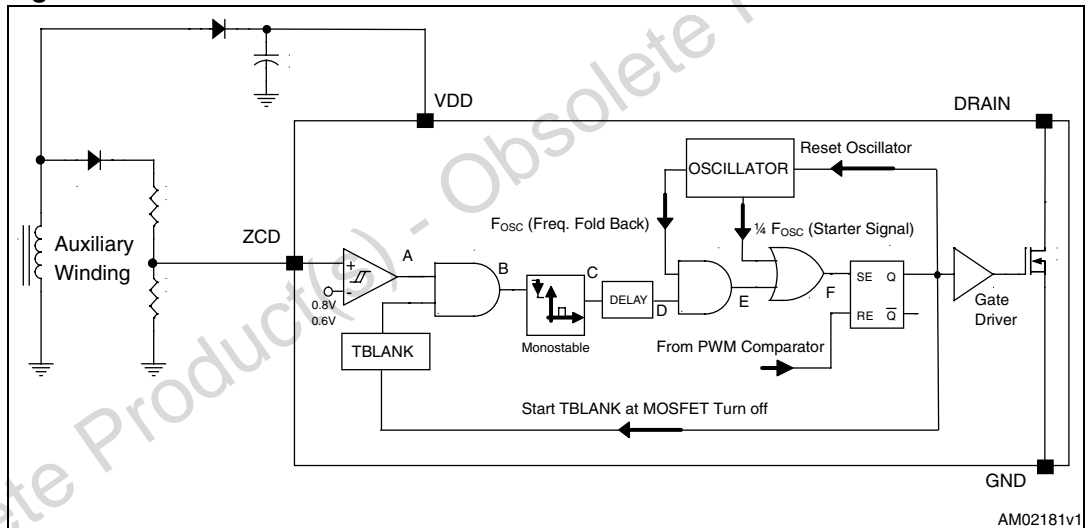 VDD
DRAIN
Reset Oscillator
OSCILLATOR
FOSC (Freq. Fold Back)
¼ FOSC (Starter Signal)
Auxiliary
Winding
ZCD
A
B
C
D
E
F
+
-
0.8V
0.6V
TBLANK
Monostable
DELAY
SE Q
RE Q̅
Gate
Driver
From PWM Comparator
Start TBLANK at MOSFET Turn off
GND
AM02181v1
ete Product(s) - Obsolete